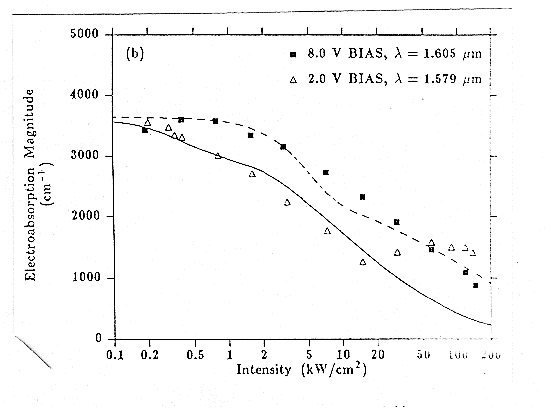 5000
(b)
■ 8.0 V BIAS, λ = 1.605 μm
△ 2.0 V BIAS, λ = 1.579 μm
4000
3000
2000
1000
0
Electroabsorption Magnitude
(cm⁻¹)
0.1 0.2 0.5 1 2 5 10 20 50 100 200
Intensity (kW/cm²)